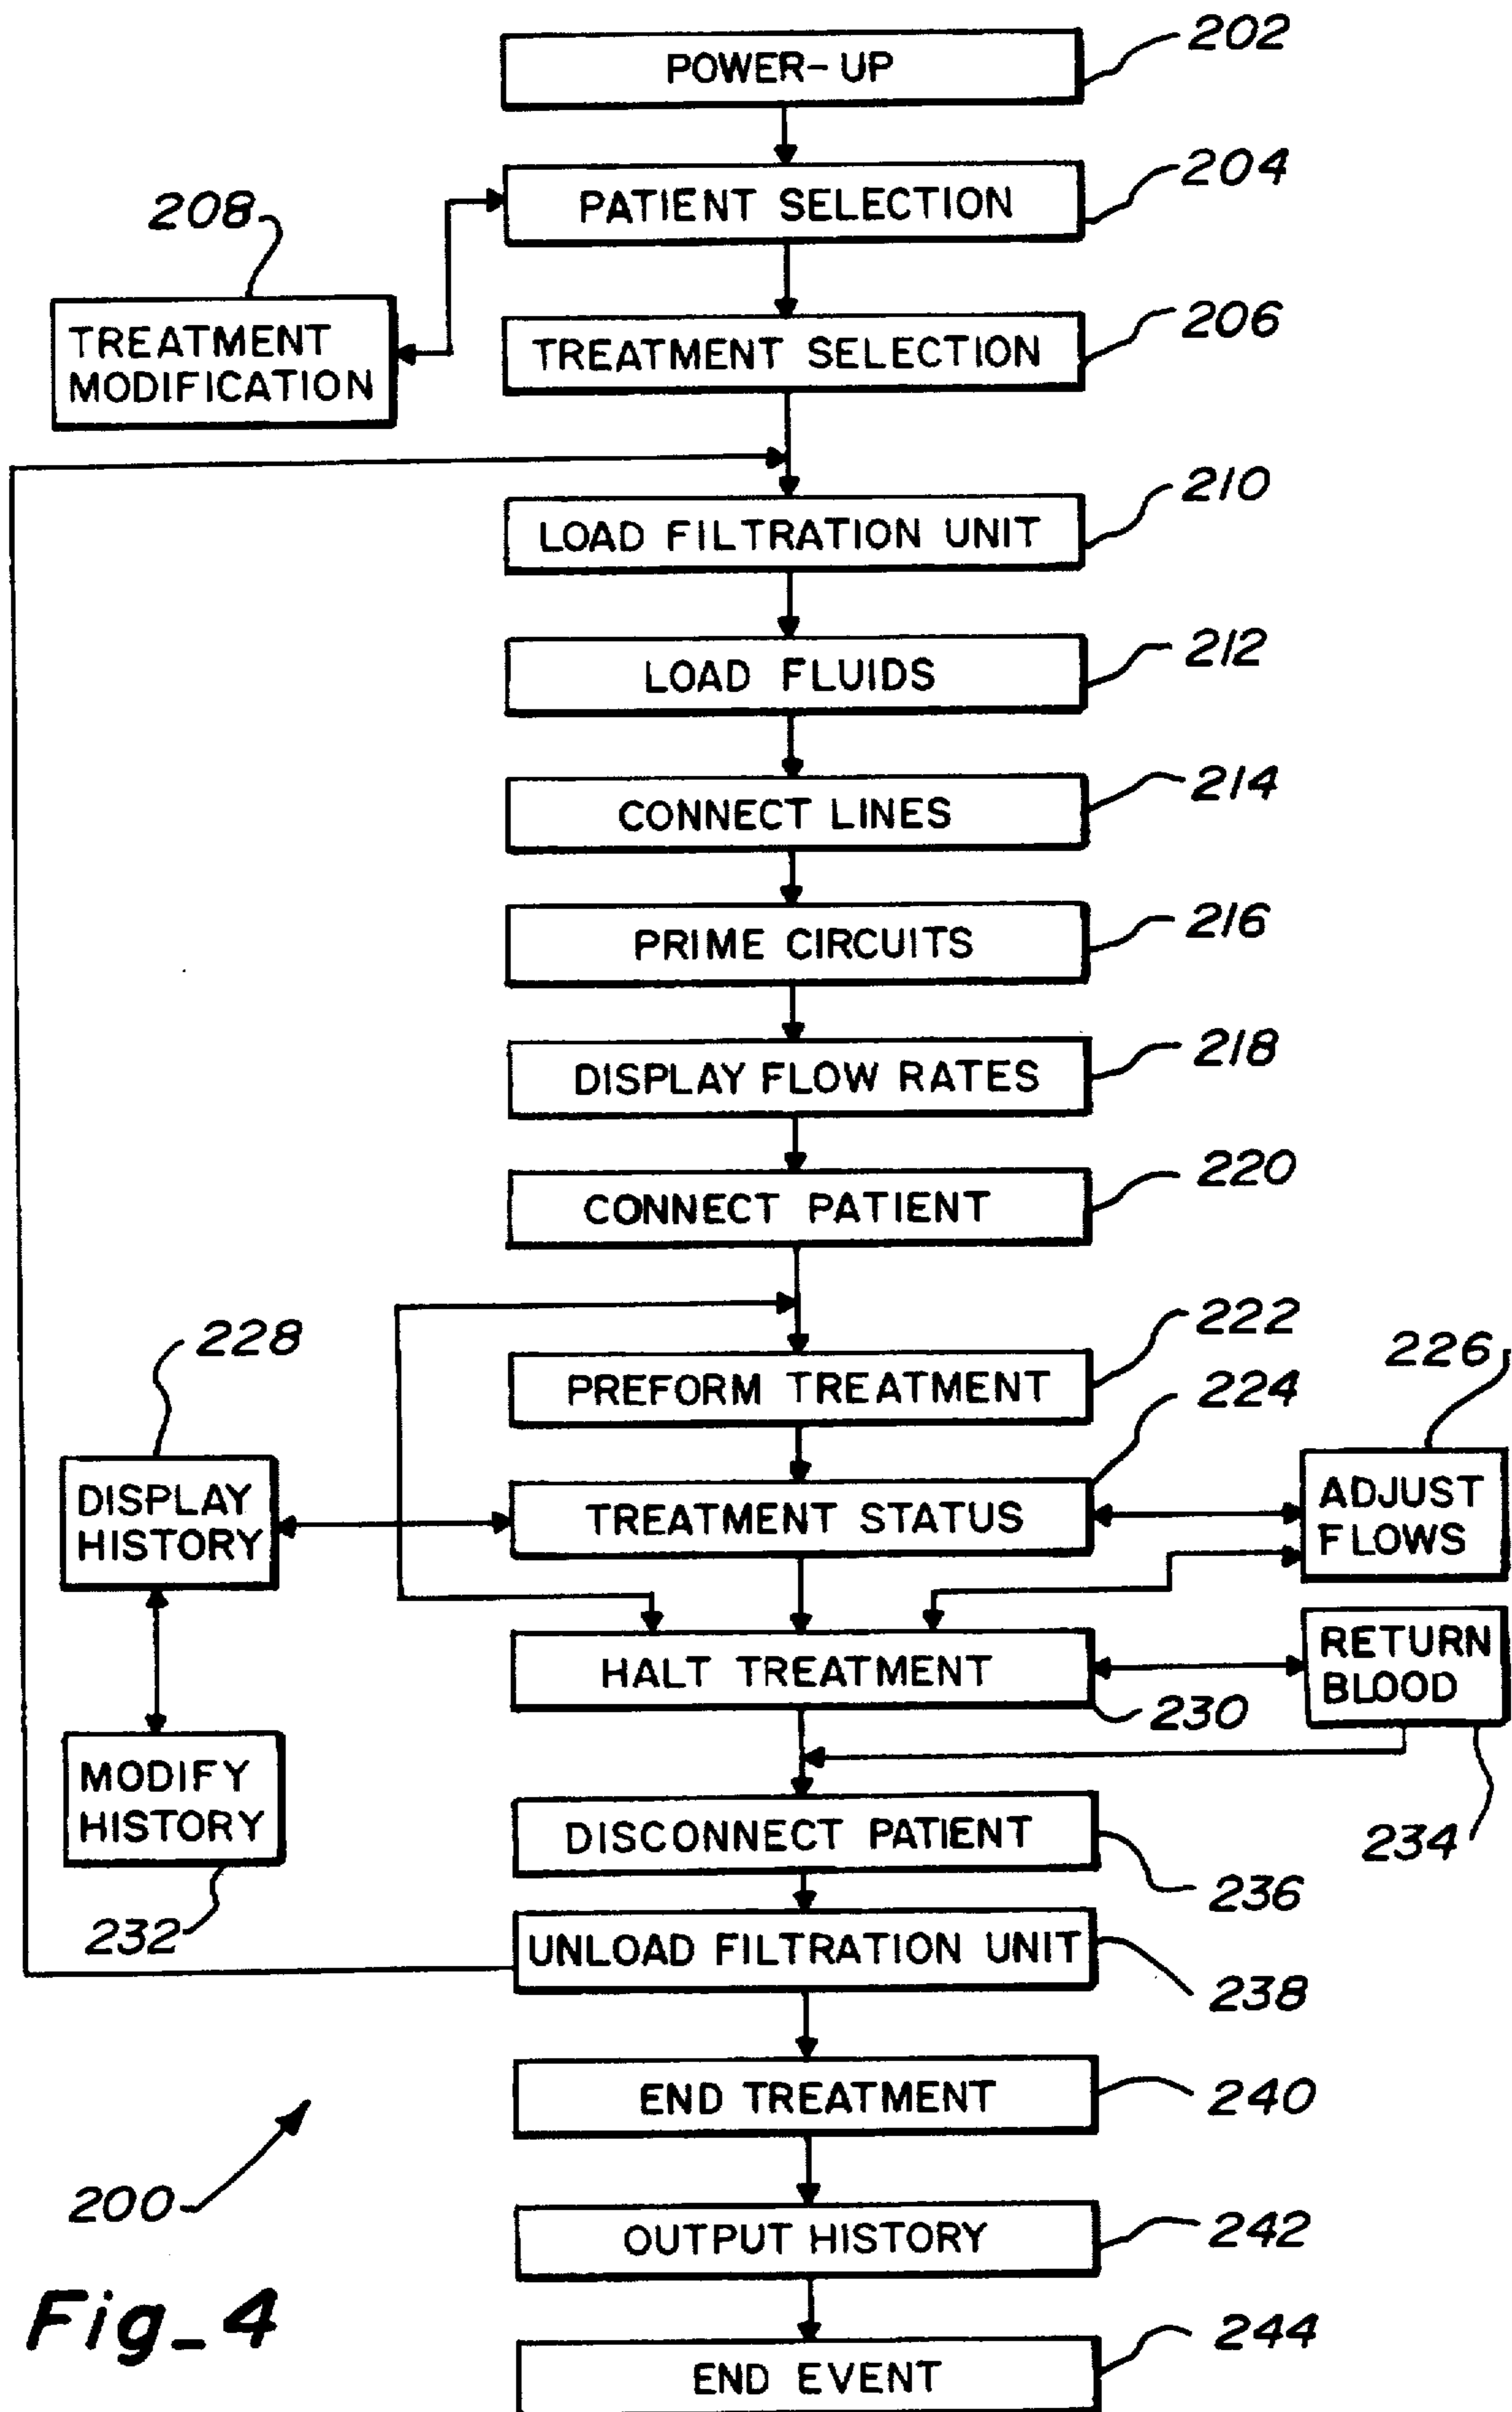 POWER-UP
202
PATIENT SELECTION
204
208
TREATMENT
MODIFICATION
TREATMENT SELECTION
206
LOAD FILTRATION UNIT
210
LOAD FLUIDS
212
CONNECT LINES
214
PRIME CIRCUITS
216
DISPLAY FLOW RATES
218
CONNECT PATIENT
220
PREFORM TREATMENT
222
228
DISPLAY
HISTORY
TREATMENT STATUS
224
226
ADJUST
FLOWS
HALT TREATMENT
230
RETURN
BLOOD
234
MODIFY
HISTORY
232
DISCONNECT PATIENT
236
UNLOAD FILTRATION UNIT
238
END TREATMENT
240
200
OUTPUT HISTORY
242
END EVENT
244
Fig_4